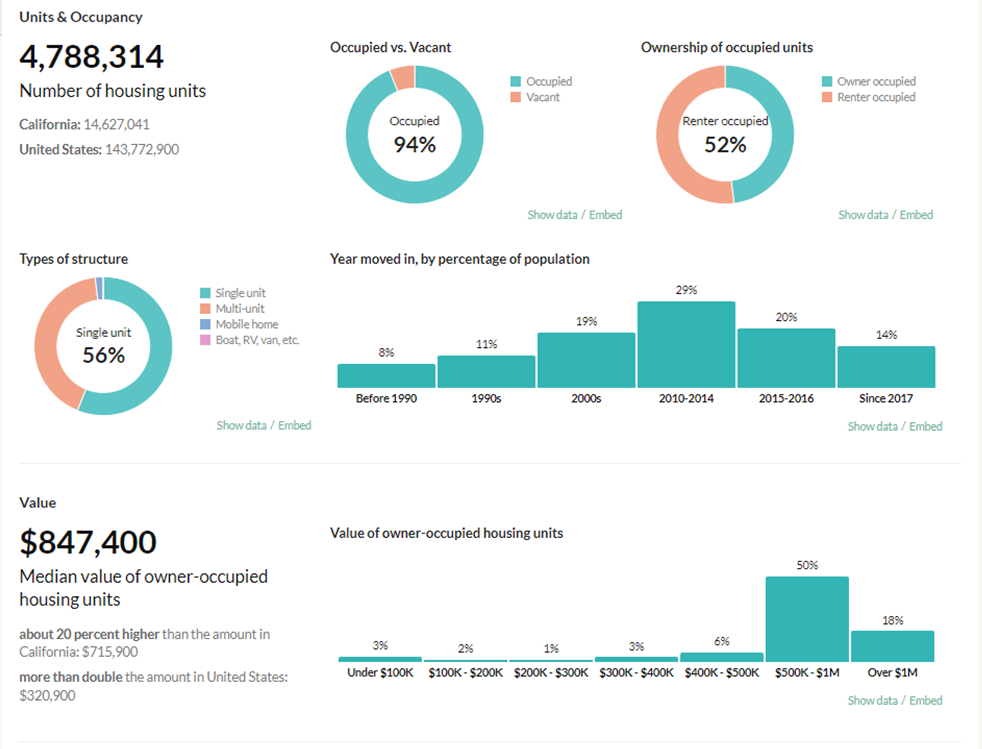 Units & Occupancy
4,788,314
Number of housing units
California: 14,627,041
United States: 143,772,900
Occupied vs. Vacant
Occupied
94%
Occupied
Vacant
Show data / Embed
Ownership of occupied units
Renter occupied
52%
Owner occupied
Renter occupied
Show data / Embed
Types of structure
Single unit
56%
Single unit
Multi-unit
Mobile home
Boat, RV, van, etc.
Show data / Embed
Year moved in, by percentage of population
8%
11%
19%
29%
20%
14%
Before 1990
1990s
2000s
2010-2014
2015-2016
Since 2017
Show data / Embed
Value
$847,400
Median value of owner-occupied
housing units
about 20 percent higher than the amount in
California: $715,900
more than double the amount in United States:
$320,900
Value of owner-occupied housing units
3%
2%
1%
3%
6%
50%
18%
Under $100K
$100K - $200K
$200K - $300K
$300K - $400K
$400K - $500K
$500K - $1M
Over $1M
Show data / Embed